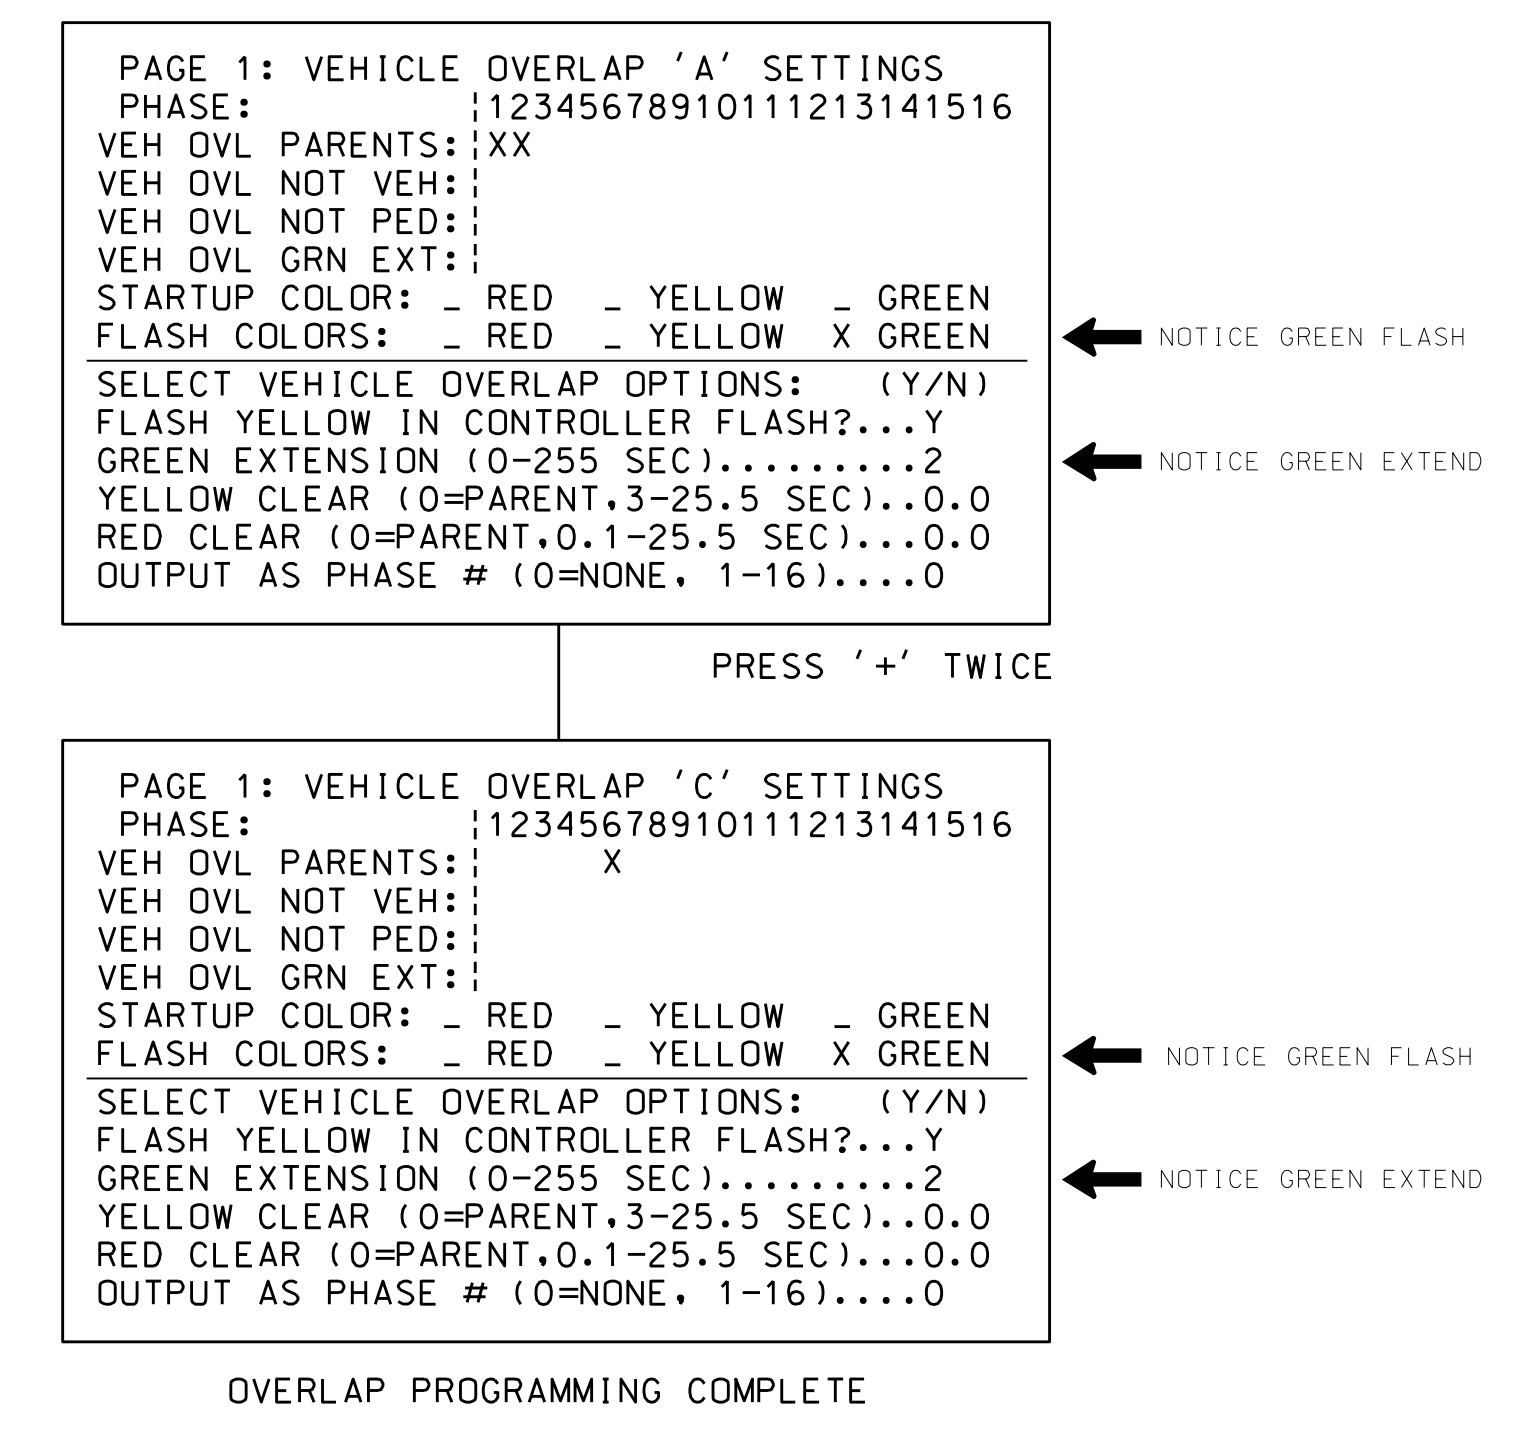 PAGE 1: VEHICLE OVERLAP 'A' SETTINGS
PHASE: ¦12345678910111213141516
VEH OVL PARENTS:¦XX
VEH OVL NOT VEH:¦
VEH OVL NOT PED:¦
VEH OVL GRN EXT:¦
STARTUP COLOR: _ RED _ YELLOW _ GREEN
FLASH COLORS: _ RED _ YELLOW X GREEN NOTICE GREEN FLASH
SELECT VEHICLE OVERLAP OPTIONS: (Y/N)
FLASH YELLOW IN CONTROLLER FLASH?...Y
GREEN EXTENSION (0-255 SEC).........2 NOTICE GREEN EXTEND
YELLOW CLEAR (0=PARENT,3-25.5 SEC)..0.0
RED CLEAR (0=PARENT,0.1-25.5 SEC)...0.0
OUTPUT AS PHASE # (0=NONE, 1-16)....0
PRESS '+' TWICE
PAGE 1: VEHICLE OVERLAP 'C' SETTINGS
PHASE: ¦12345678910111213141516
VEH OVL PARENTS:¦ X
VEH OVL NOT VEH:¦
VEH OVL NOT PED:¦
VEH OVL GRN EXT:¦
STARTUP COLOR: _ RED _ YELLOW _ GREEN
FLASH COLORS: _ RED _ YELLOW X GREEN NOTICE GREEN FLASH
SELECT VEHICLE OVERLAP OPTIONS: (Y/N)
FLASH YELLOW IN CONTROLLER FLASH?...Y
GREEN EXTENSION (0-255 SEC).........2 NOTICE GREEN EXTEND
YELLOW CLEAR (0=PARENT,3-25.5 SEC)..0.0
RED CLEAR (0=PARENT,0.1-25.5 SEC)...0.0
OUTPUT AS PHASE # (0=NONE, 1-16)....0
OVERLAP PROGRAMMING COMPLETE